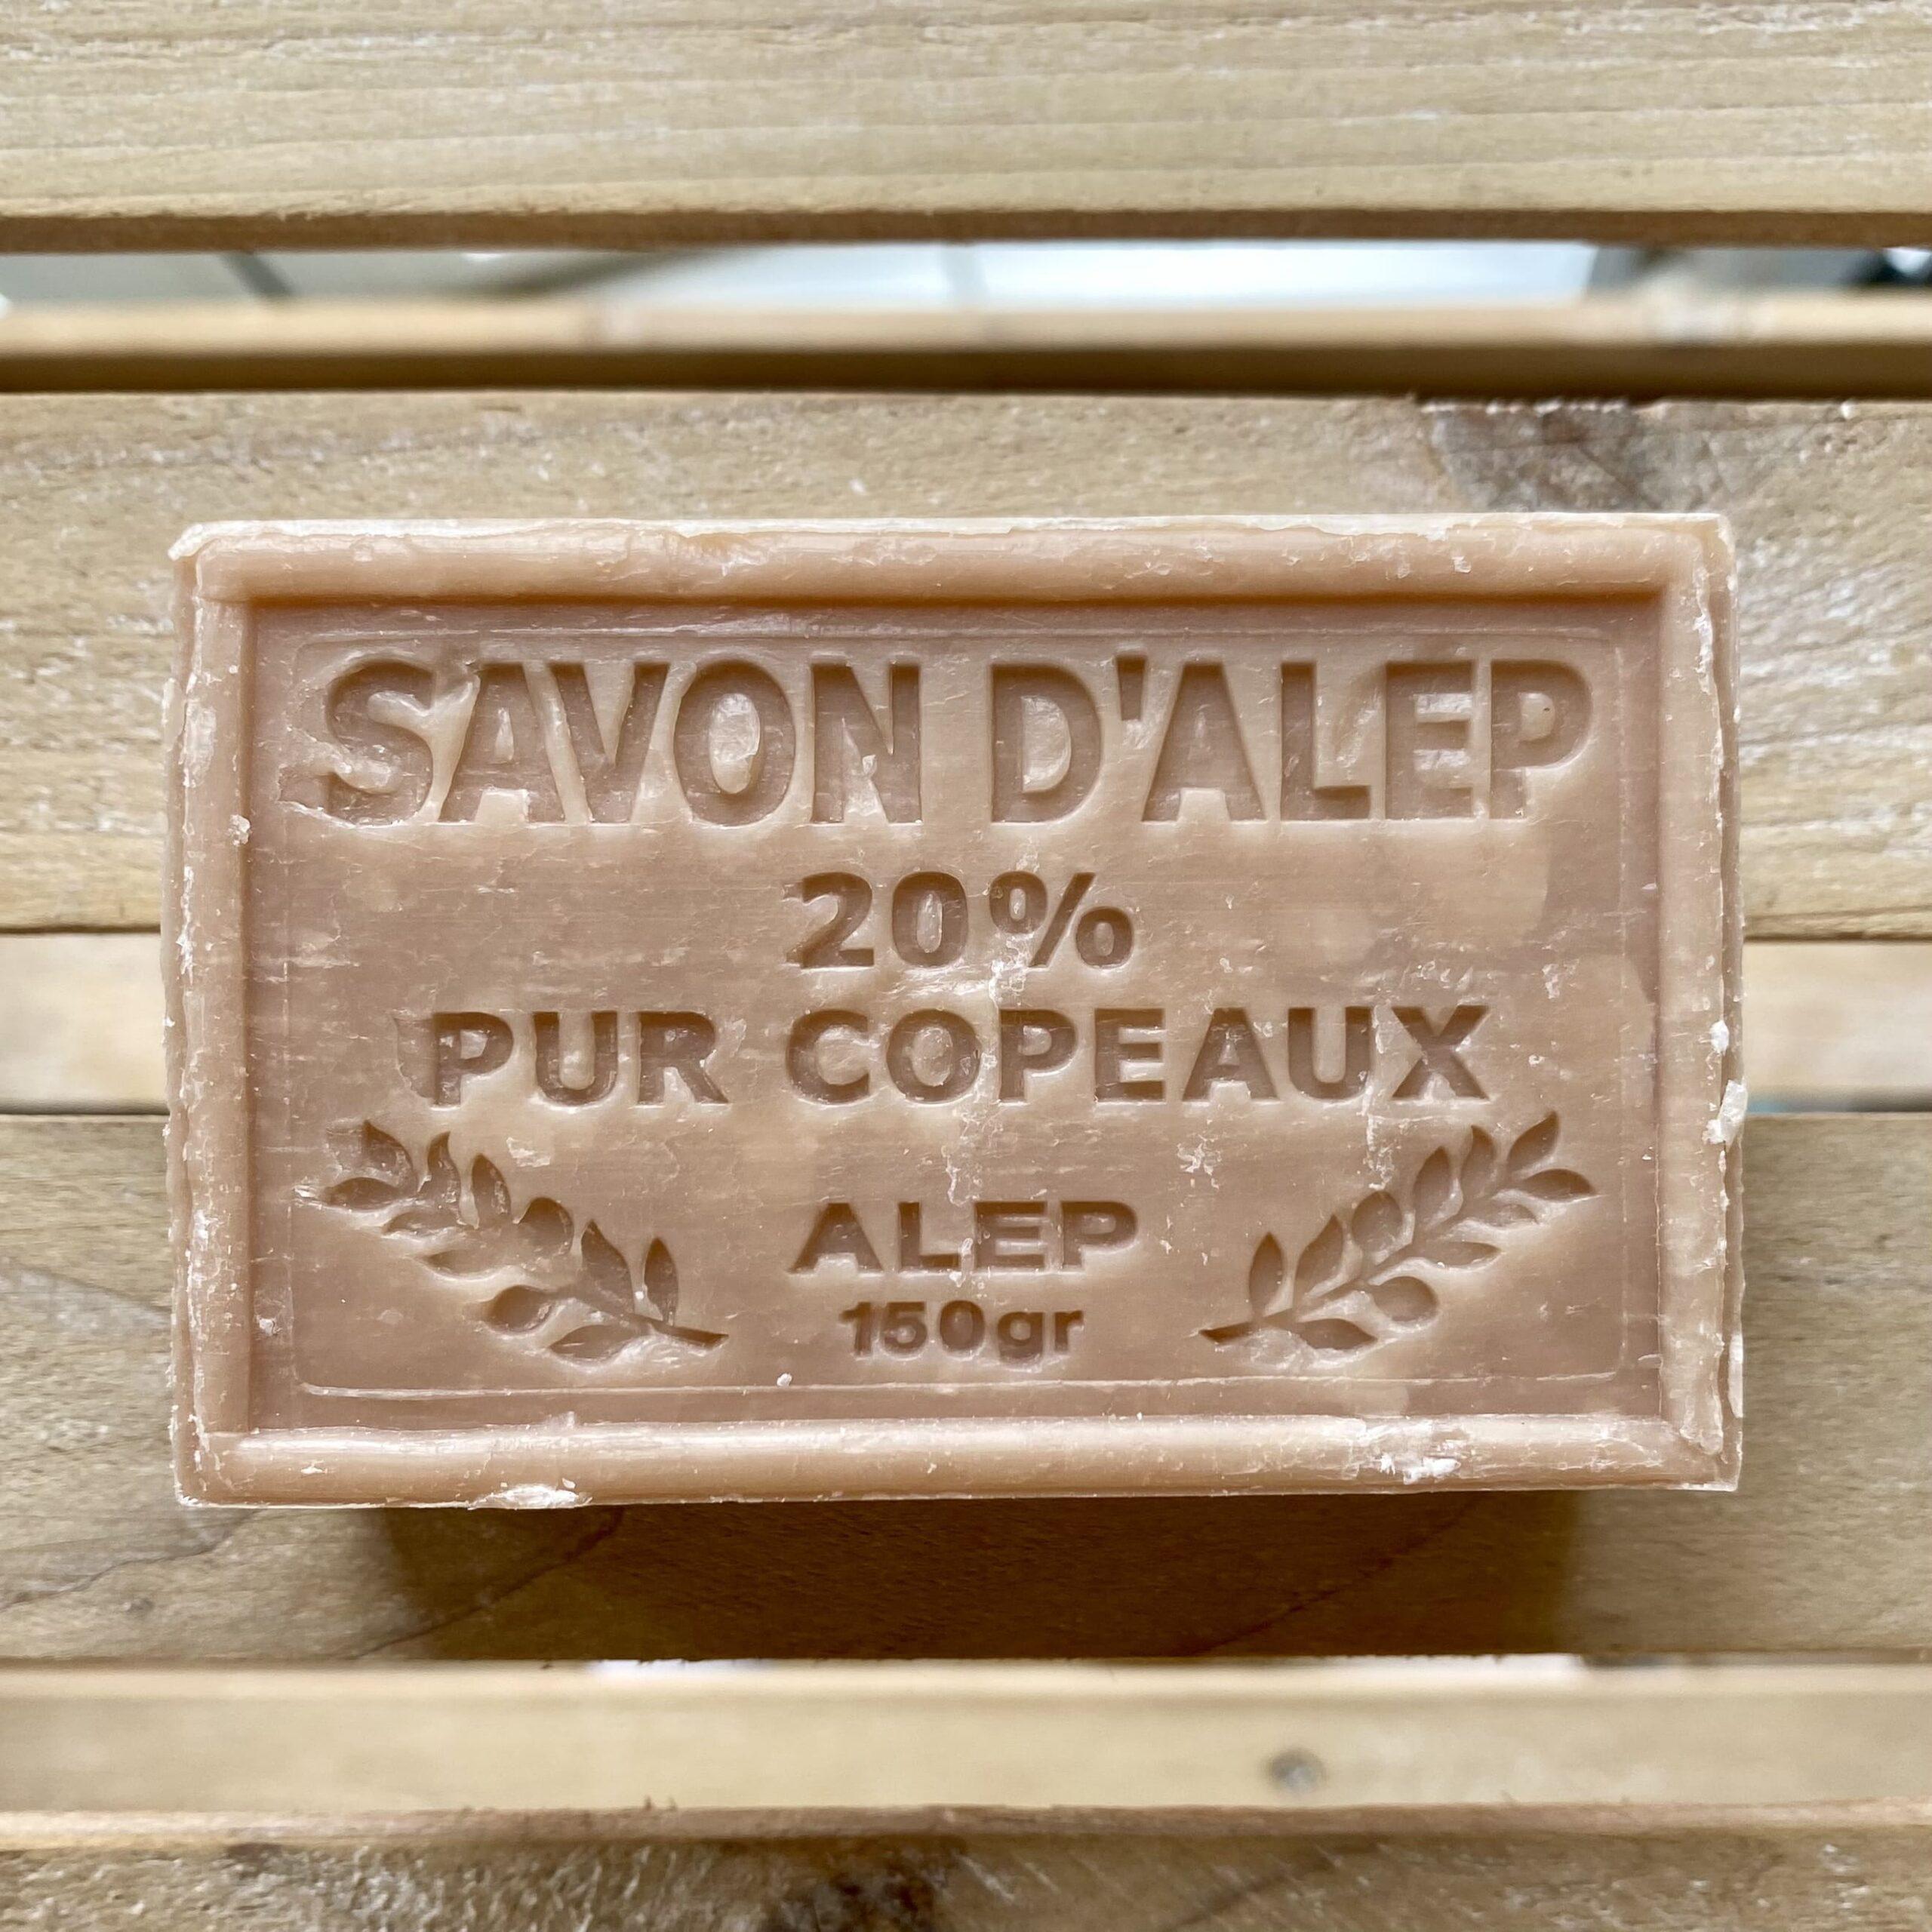 SAVON D'ALEP
20%
PUR COPEAUX
ALEP
150gr